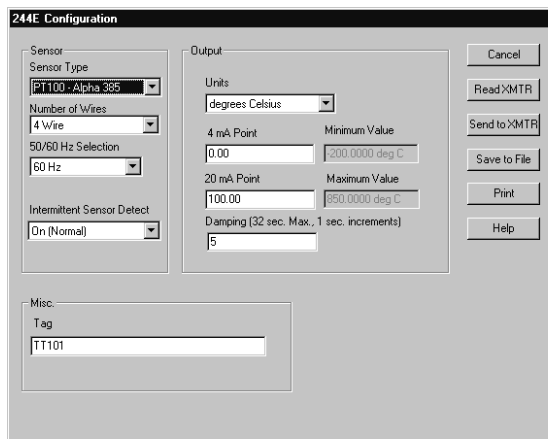 244E Configuration
Sensor
Sensor Type
PT100 - Alpha 385
Number of Wires
4 Wire
50/60 Hz Selection
60 Hz
Intermittent Sensor Detect
On (Normal)
Output
Units
degrees Celsius
4 mA Point
Minimum Value
0.00
-200.0000 deg C
20 mA Point
Maximum Value
100.00
850.0000 deg C
Damping (32 sec. Max., 1 sec. increments)
5
Cancel
Read XMTR
Send to XMTR
Save to File
Print
Help
Misc.
Tag
TT101